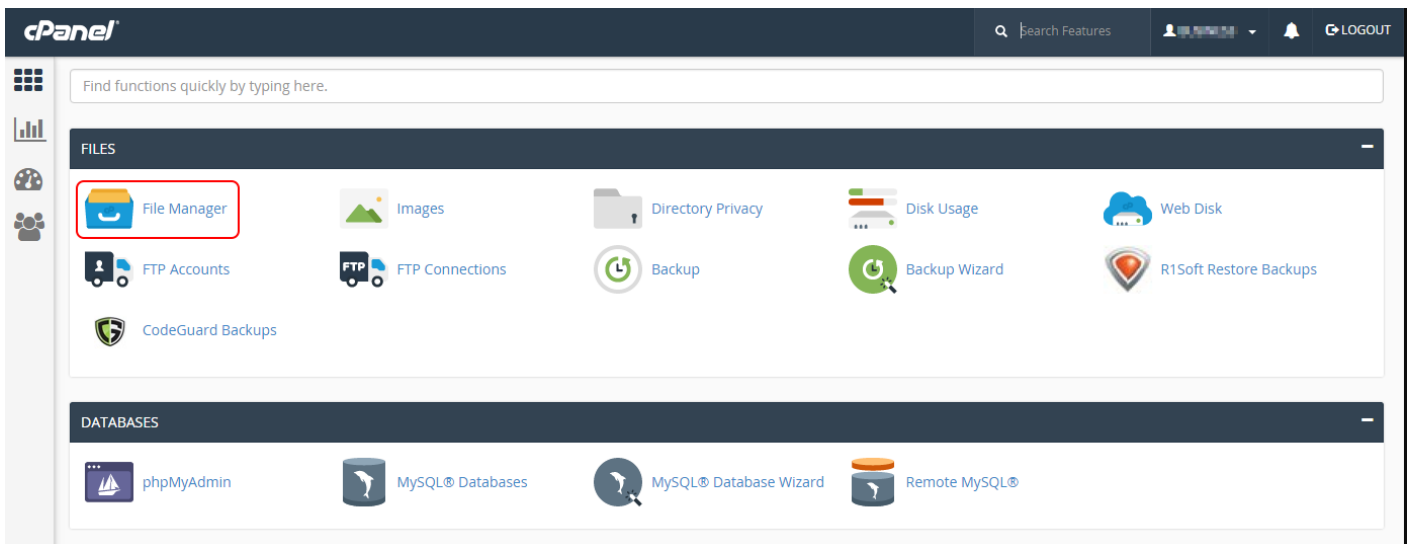 cPanel
Search Features
LOGOUT
Find functions quickly by typing here.
FILES
File Manager
Images
Directory Privacy
Disk Usage
Web Disk
FTP Accounts
FTP
FTP Connections
Backup
Backup Wizard
R1Soft Restore Backups
CodeGuard Backups
DATABASES
phpMyAdmin
MySQL® Databases
MySQL® Database Wizard
Remote MySQL®